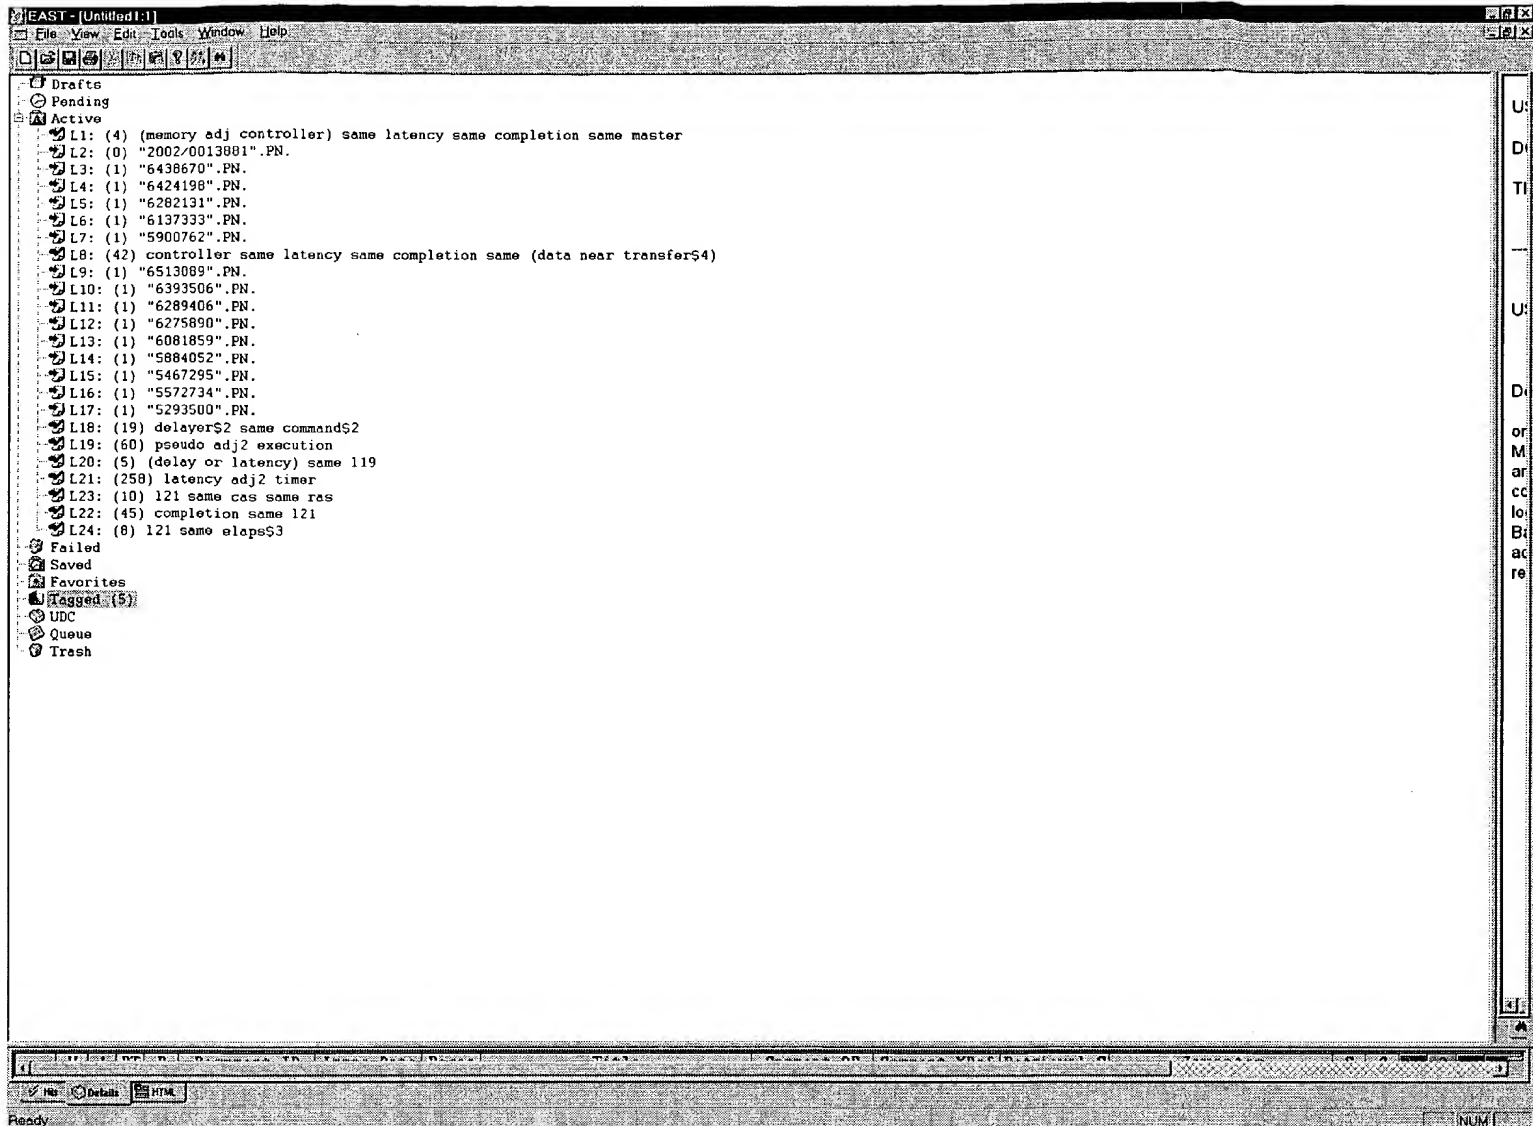 EAST - [Untitled1:1]
File View Edit Tools Window Help
Drafts
Pending
Active
L1: (4) (memory adj controller) same latency same completion same master
L2: (0) "2002/0013881".PN.
L3: (1) "6438670".PN.
L4: (1) "6424198".PN.
L5: (1) "6282131".PN.
L6: (1) "6137333".PN.
L7: (1) "5900762".PN.
L8: (42) controller same latency same completion same (data near transfer$4)
L9: (1) "6513089".PN.
L10: (1) "6393506".PN.
L11: (1) "6289406".PN.
L12: (1) "6275890".PN.
L13: (1) "6081859".PN.
L14: (1) "5884052".PN.
L15: (1) "5467295".PN.
L16: (1) "5572734".PN.
L17: (1) "5293500".PN.
L18: (19) delayer$2 same command$2
L19: (60) pseudo adj2 execution
L20: (5) (delay or latency) same 119
L21: (258) latency adj2 timer
L23: (10) 121 same cas same ras
L22: (45) completion same 121
L24: (8) 121 same elaps$3
Failed
Saved
Favorites
Tagged (5)
UDC
Queue
Trash
Hit Details HTML
Ready
NUM